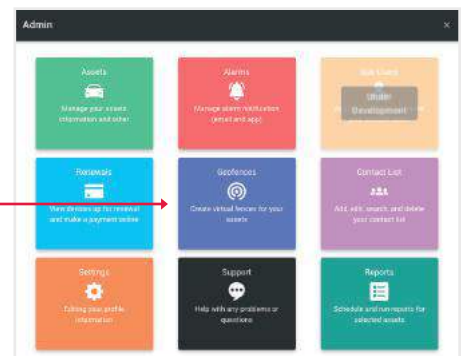 Admin
×
Assets
Manage your assets
information and other
Alarms
Manage alarm notification
(email and app)
Under
Development
Renewals
View devices up for renewal
and make a payment online
Geofences
Create virtual fences for your
assets
Contact List
Add, edit, search, and delete
your contact list
Settings
Editing your profile
information
Support
Help with any problems or
questions
Reports
Schedule and run reports for
selected assets